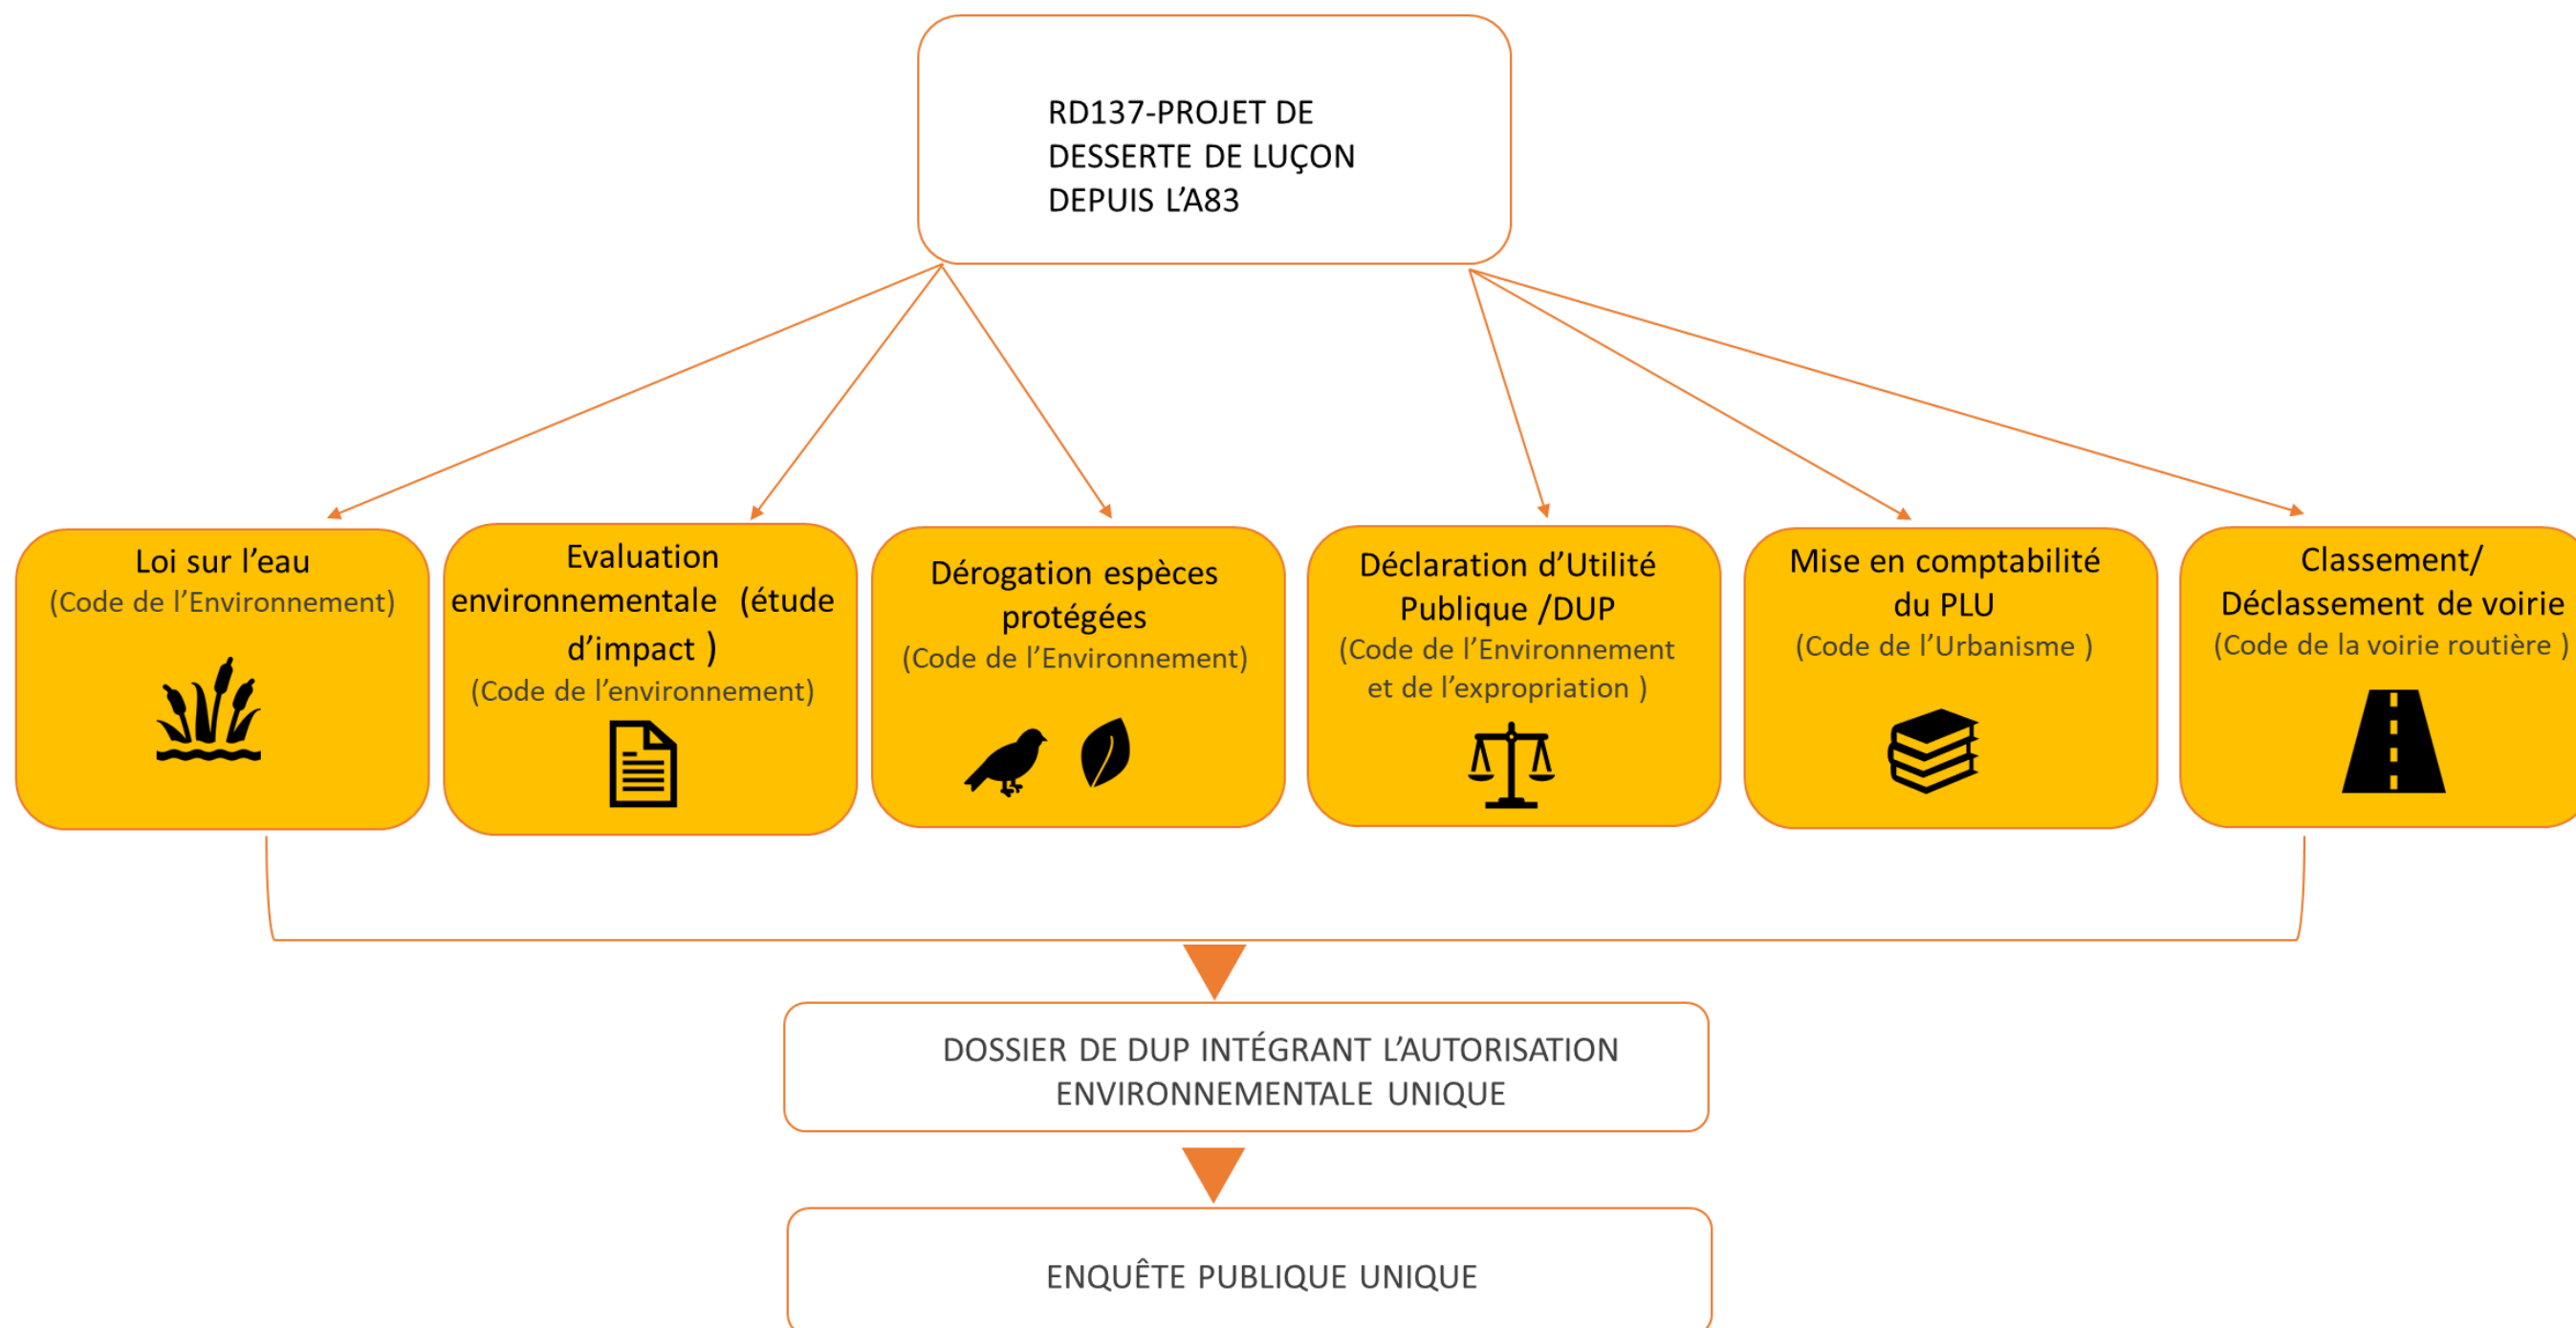 RD137-PROJET DE
DESSERTE DE LUÇON
DEPUIS L’A83
Loi sur l’eau
(Code de l’Environnement)
Evaluation
environnementale (étude
d’impact )
(Code de l’environnement)
Dérogation espèces
protégées
(Code de l’Environnement)
Déclaration d’Utilité
Publique /DUP
(Code de l’Environnement
et de l’expropriation )
Mise en comptabilité
du PLU
(Code de l’Urbanisme )
Classement/
Déclassement de voirie
(Code de la voirie routière )
DOSSIER DE DUP INTÉGRANT L’AUTORISATION
ENVIRONNEMENTALE UNIQUE
ENQUÊTE PUBLIQUE UNIQUE